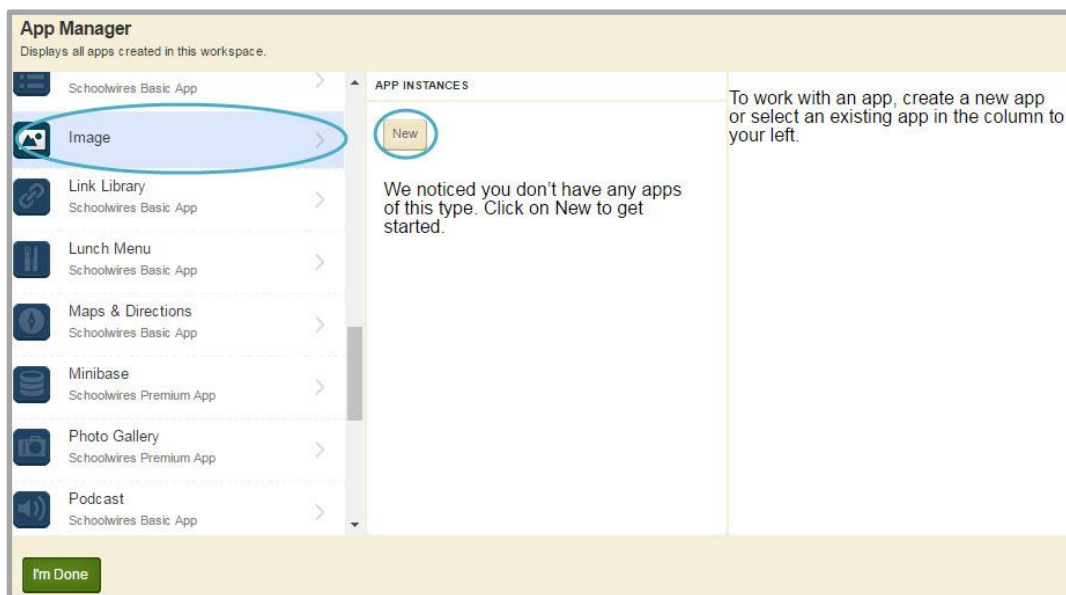 App Manager
Displays all apps created in this workspace.
Schoolwires Basic App
Image
Link Library
Schoolwires Basic App
Lunch Menu
Schoolwires Basic App
Maps & Directions
Schoolwires Basic App
Minibase
Schoolwires Premium App
Photo Gallery
Schoolwires Premium App
Podcast
Schoolwires Basic App
APP INSTANCES
New
We noticed you don’t have any apps
of this type. Click on New to get
started.
To work with an app, create a new app
or select an existing app in the column to
your left.
I'm Done